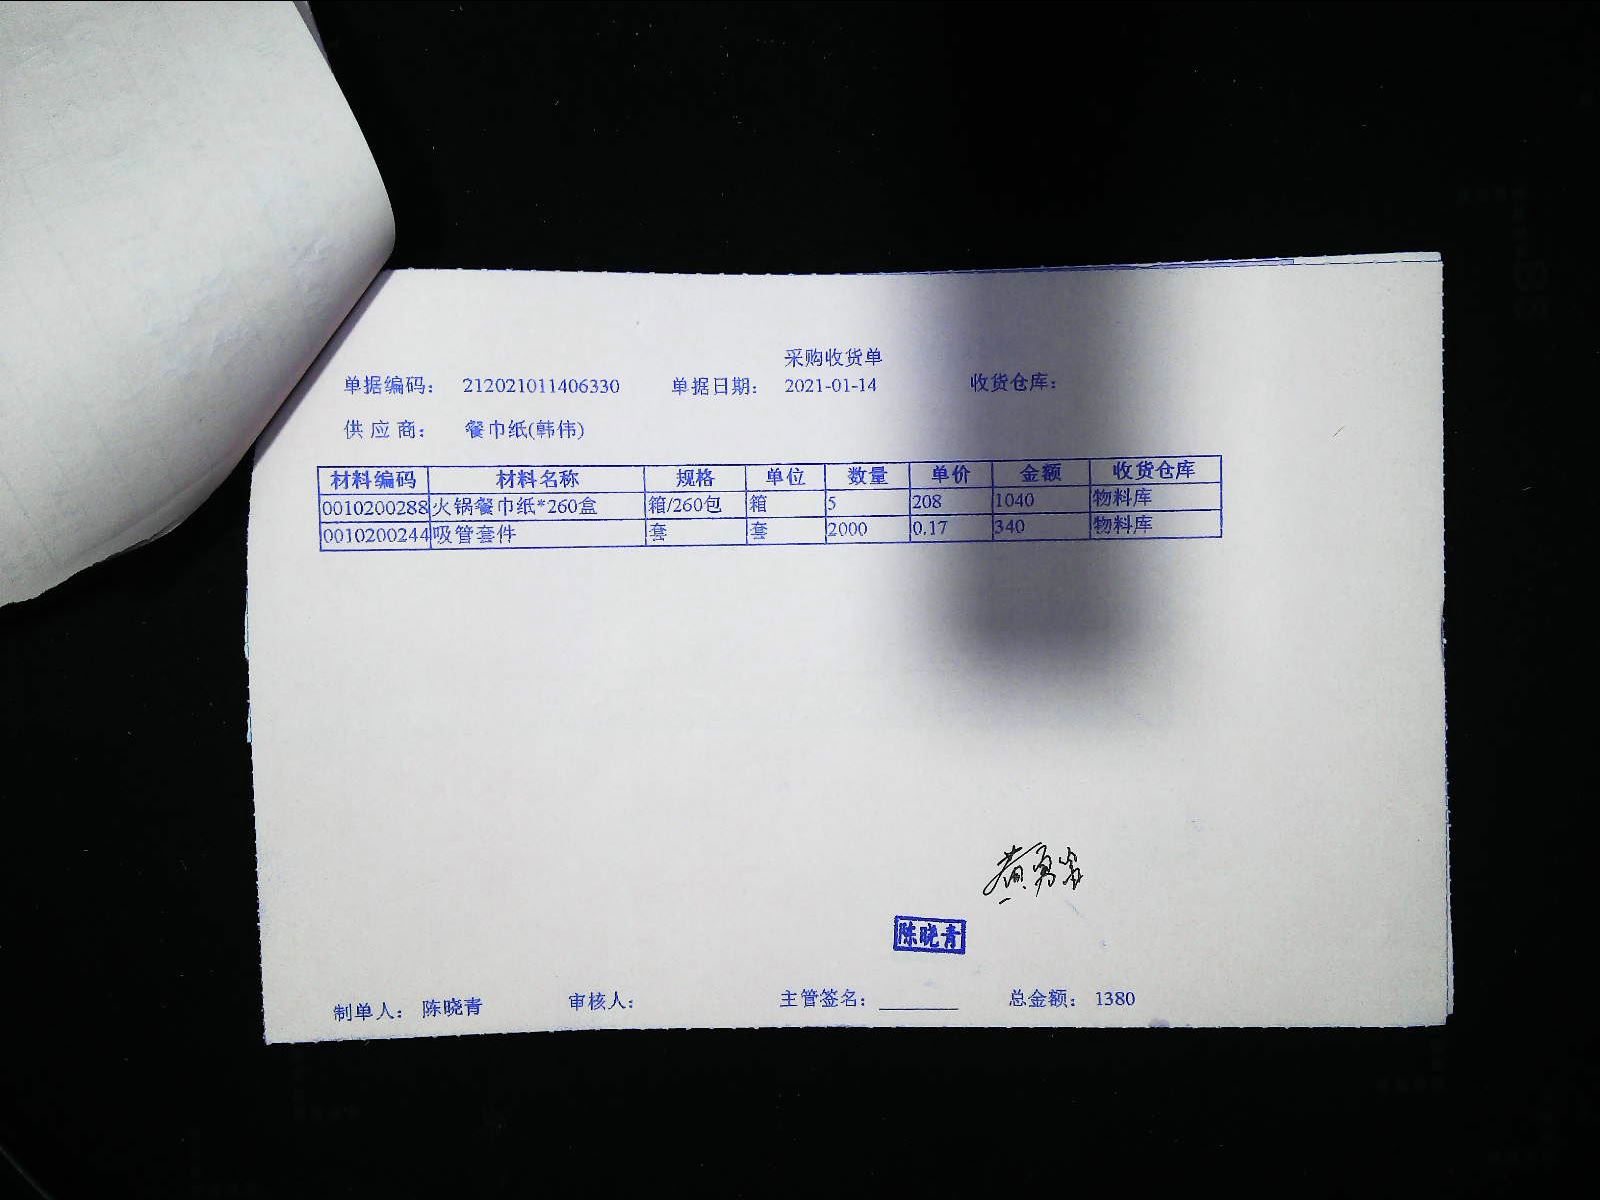 采购收货单
单据编码： 212021011406330 单据日期： 2021-01-14 收货仓库：
供应商： 餐巾纸(韩伟)
材料编码 材料名称 规格 单位 数量 单价 金额 收货仓库
0010200288 火锅餐巾纸*260盒 箱/260包 箱 5 208 1040 物料库
0010200244 吸管套件 套 套 2000 0.17 340 物料库
陈晓青
制单人： 陈晓青 审核人： 主管签名： 总金额： 1380